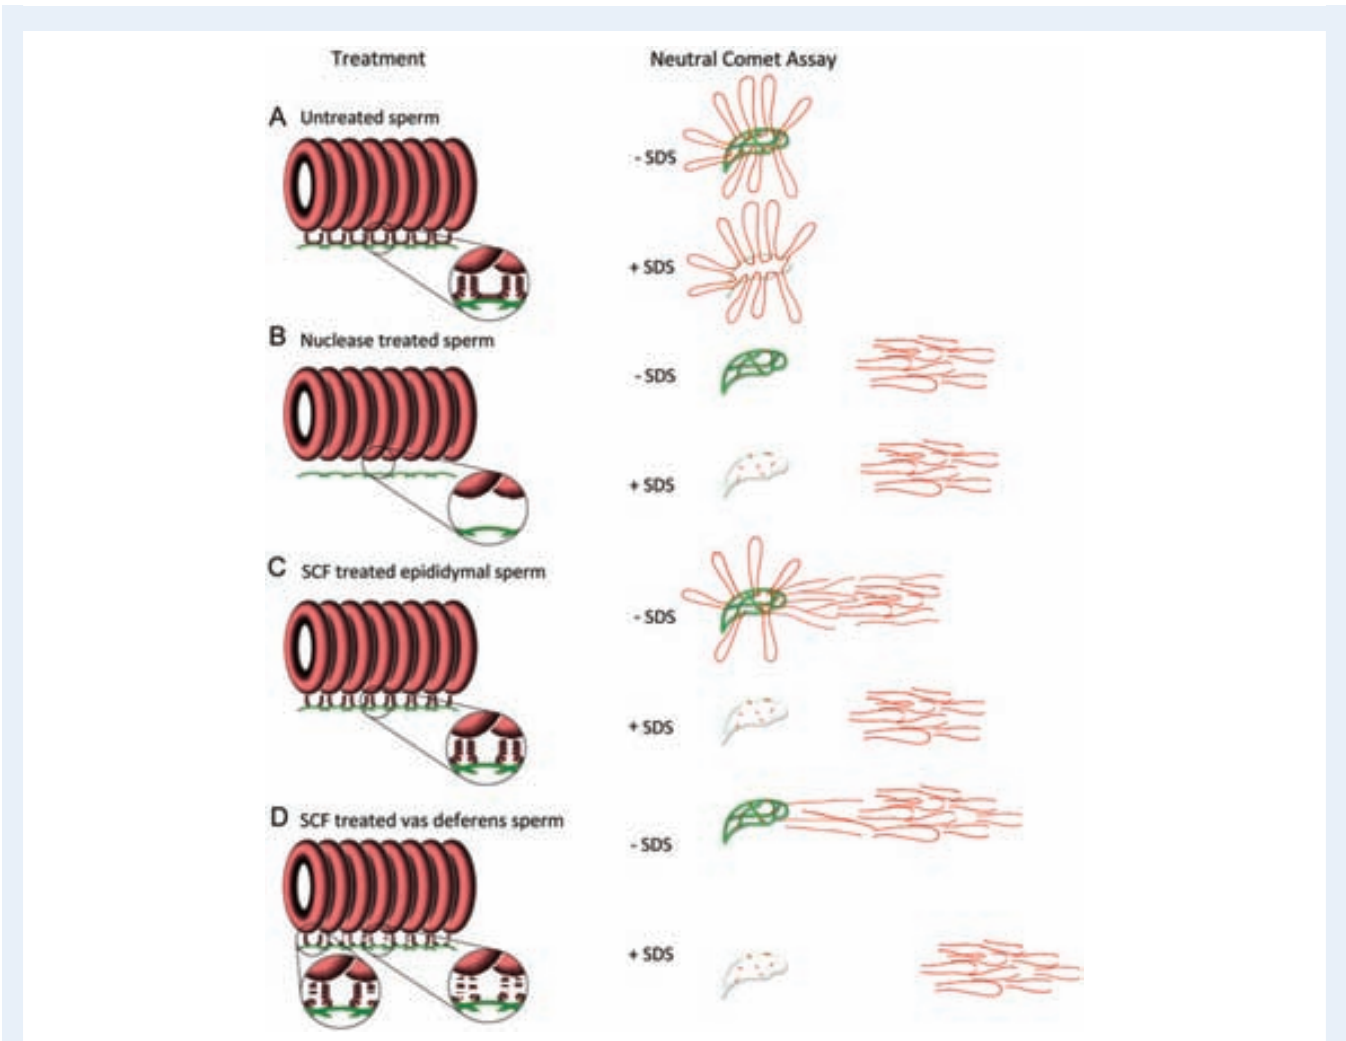 Treatment Neutral Comet Assay
A Untreated sperm
- SDS
+ SDS
B Nuclease treated sperm
- SDS
+ SDS
C SCF treated epididymal sperm
- SDS
+ SDS
D SCF treated vas deferens sperm
- SDS
+ SDS